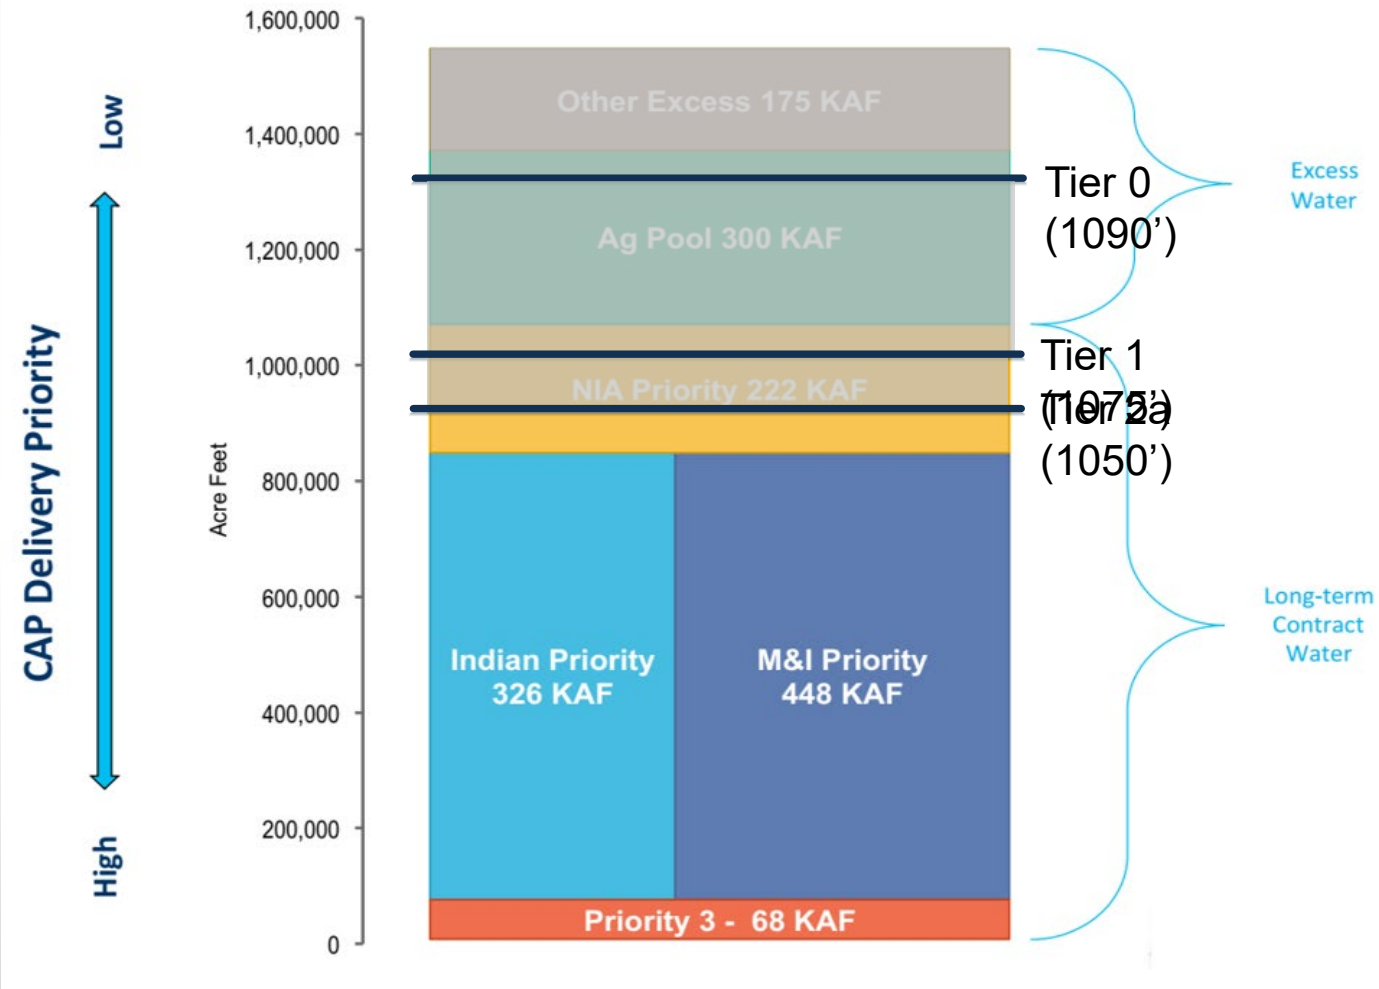 CAP Delivery Priority
Low
High
Acre Feet
1,600,000
1,400,000
1,200,000
1,000,000
800,000
600,000
400,000
200,000
0
Other Excess 175 KAF
Ag Pool 300 KAF
NIA Priority 222 KAF
Indian Priority
326 KAF
M&I Priority
448 KAF
Priority 3 -  68 KAF
Tier 0
(1090’)
Tier 1
(1075’)
Tier 2a
(1050’)
Excess
Water
Long-term
Contract
Water